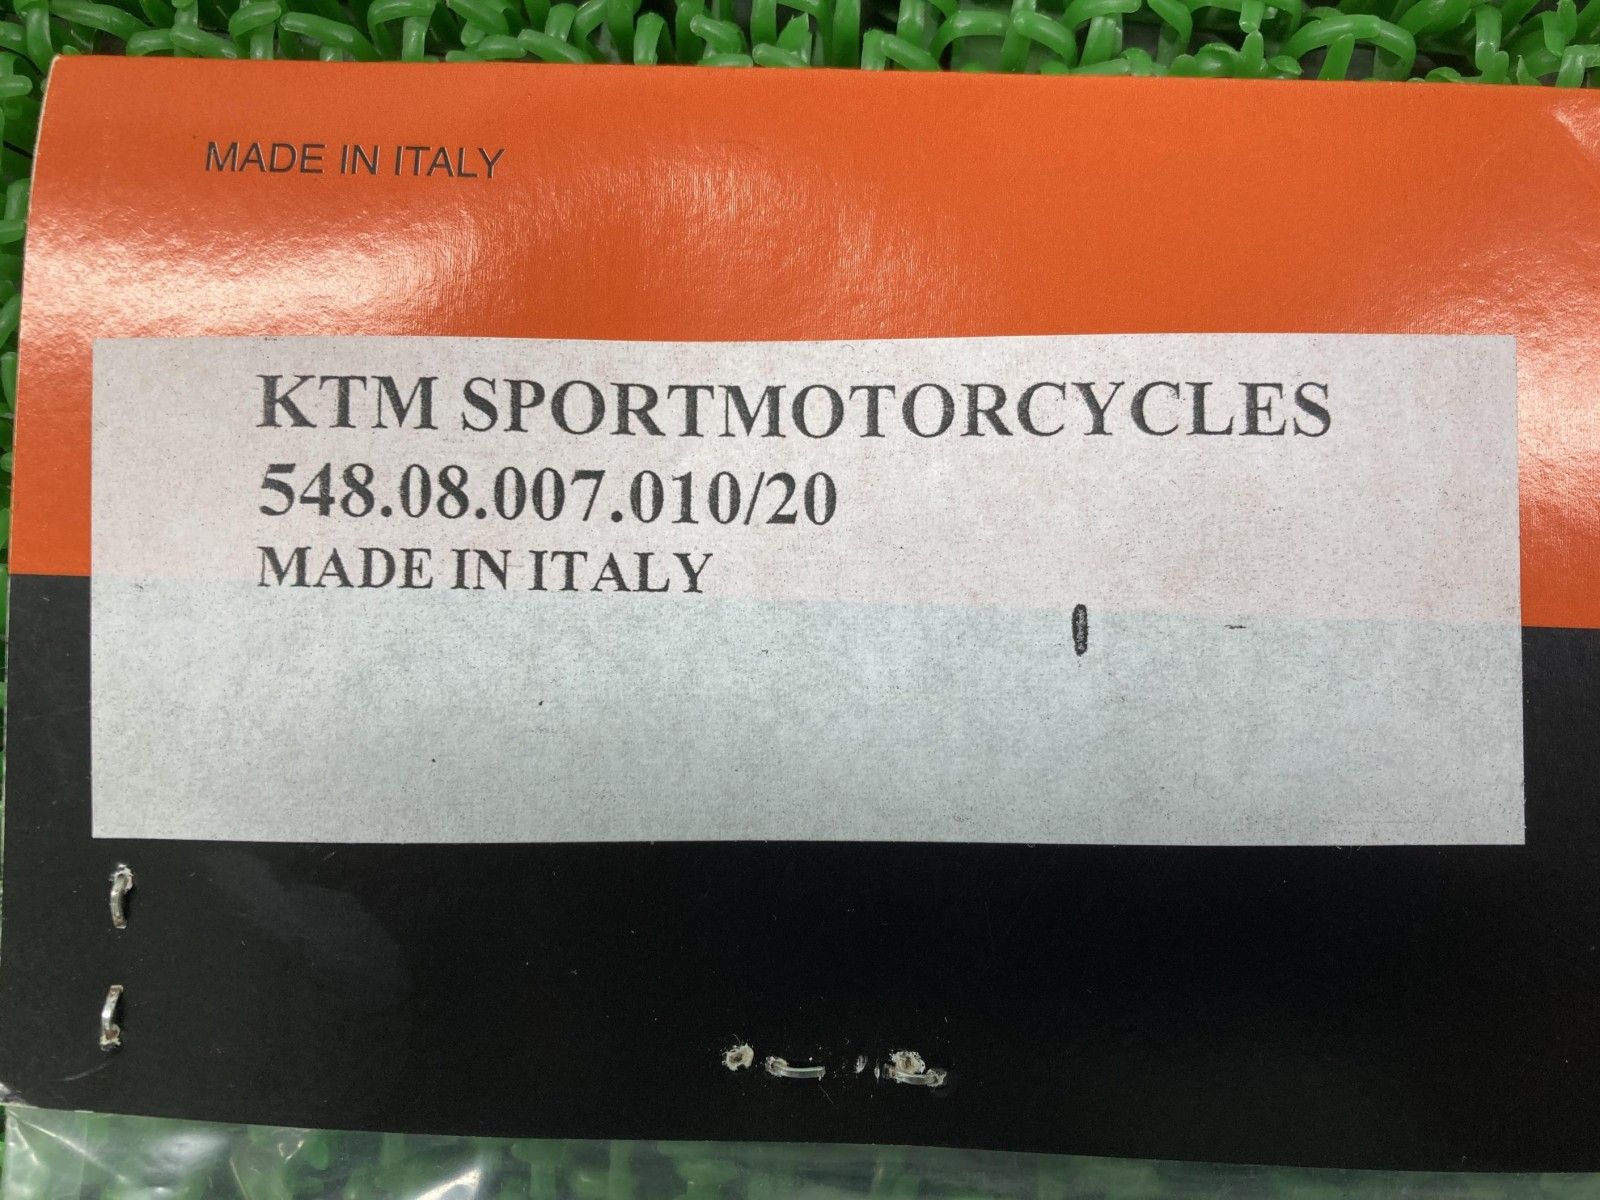 MADE IN ITALY
KTM SPORTMOTORCYCLES
548.08.007.010/20
MADE IN ITALY